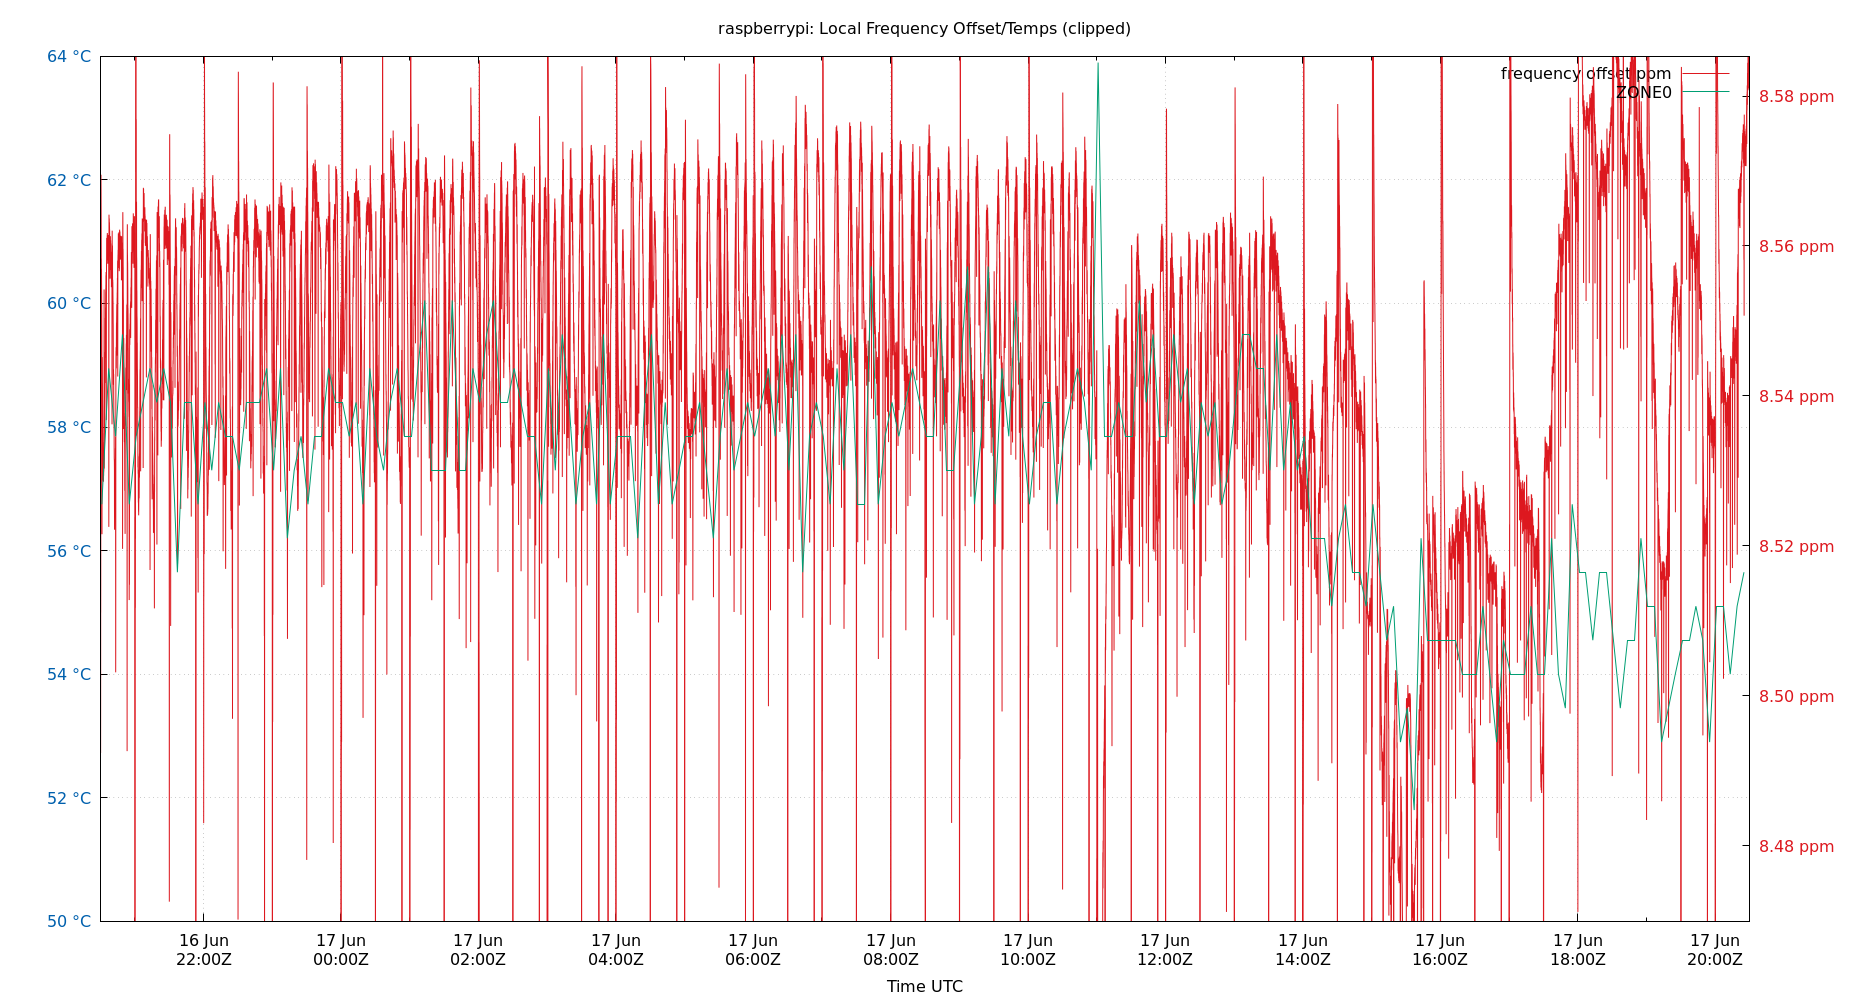 raspberrypi: Local Frequency Offset/Temps (clipped)
64 °C
62 °C
60 °C
58 °C
56 °C
54 °C
52 °C
50 °C
frequency offset ppm
ZONE0
8.58 ppm
8.56 ppm
8.54 ppm
8.52 ppm
8.50 ppm
8.48 ppm
16 Jun
22:00Z
17 Jun
00:00Z
17 Jun
02:00Z
17 Jun
04:00Z
17 Jun
06:00Z
17 Jun
08:00Z
17 Jun
10:00Z
17 Jun
12:00Z
17 Jun
14:00Z
17 Jun
16:00Z
17 Jun
18:00Z
17 Jun
20:00Z
Time UTC